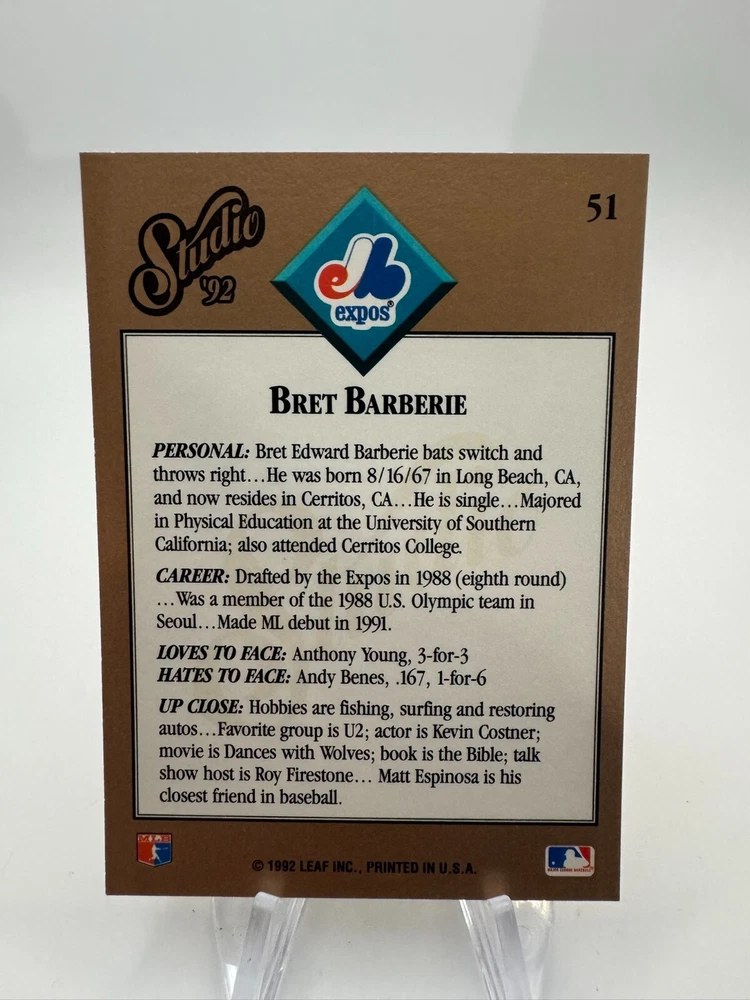 Studio
'92
51
expos®
BRET BARBERIE
PERSONAL: Bret Edward Barberie bats switch and
throws right...He was born 8/16/67 in Long Beach, CA,
and now resides in Cerritos, CA...He is single...Majored
in Physical Education at the University of Southern
California; also attended Cerritos College.
CAREER: Drafted by the Expos in 1988 (eighth round)
...Was a member of the 1988 U.S. Olympic team in
Seoul...Made ML debut in 1991.
LOVES TO FACE: Anthony Young, 3-for-3
HATES TO FACE: Andy Benes, .167, 1-for-6
UP CLOSE: Hobbies are fishing, surfing and restoring
autos...Favorite group is U2; actor is Kevin Costner;
movie is Dances with Wolves; book is the Bible; talk
show host is Roy Firestone... Matt Espinosa is his
closest friend in baseball.
MLB
© 1992 LEAF INC., PRINTED IN U.S.A.
MAJOR LEAGUE BASEBALL